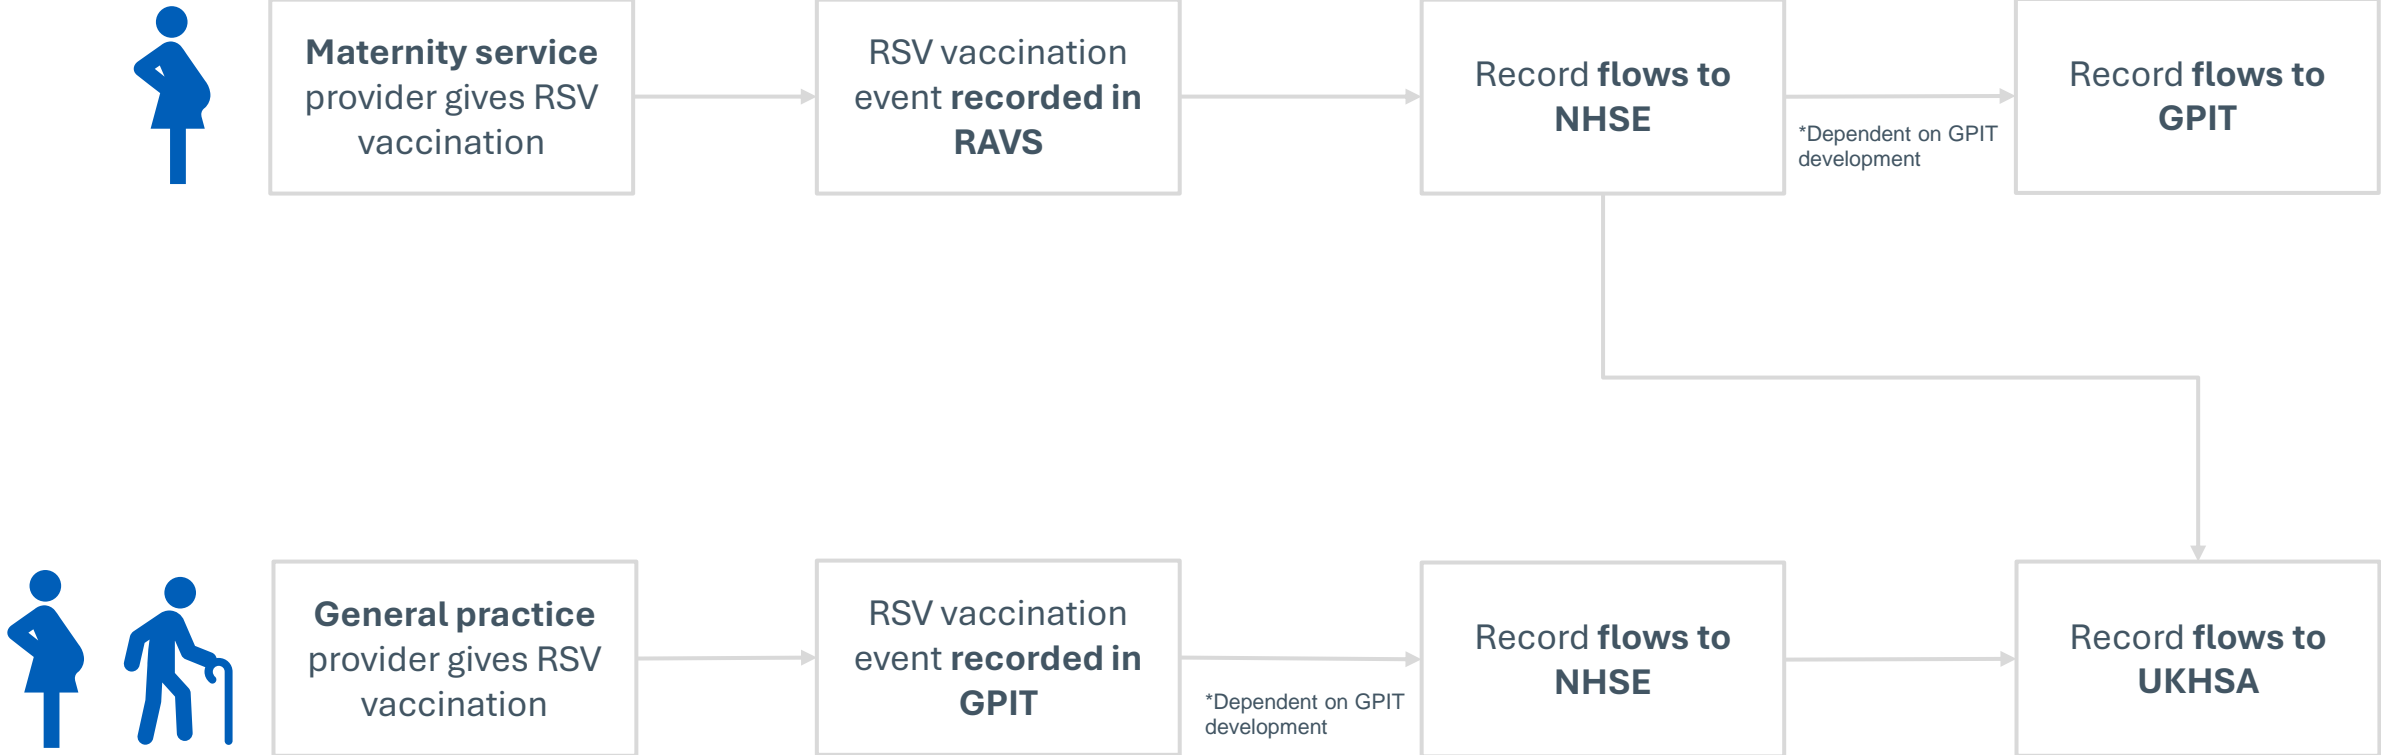 Maternity service
provider gives RSV
vaccination
RSV vaccination
event recorded in
RAVS
Record flows to
NHSE
*Dependent on GPIT
development
Record flows to
GPIT
General practice
provider gives RSV
vaccination
RSV vaccination
event recorded in
GPIT
*Dependent on GPIT
development
Record flows to
NHSE
Record flows to
UKHSA